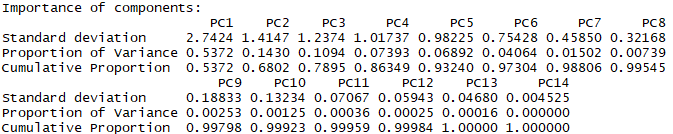 Importance of components:
PC1 PC2 PC3 PC4 PC5 PC6 PC7 PC8
Standard deviation 2.7424 1.4147 1.2374 1.01737 0.98225 0.75428 0.45850 0.32168
Proportion of Variance 0.5372 0.1430 0.1094 0.07393 0.06892 0.04064 0.01502 0.00739
Cumulative Proportion 0.5372 0.6802 0.7895 0.86349 0.93240 0.97304 0.98806 0.99545
PC9 PC10 PC11 PC12 PC13 PC14
Standard deviation 0.18833 0.13234 0.07067 0.05943 0.04680 0.004525
Proportion of Variance 0.00253 0.00125 0.00036 0.00025 0.00016 0.000000
Cumulative Proportion 0.99798 0.99923 0.99959 0.99984 1.00000 1.000000